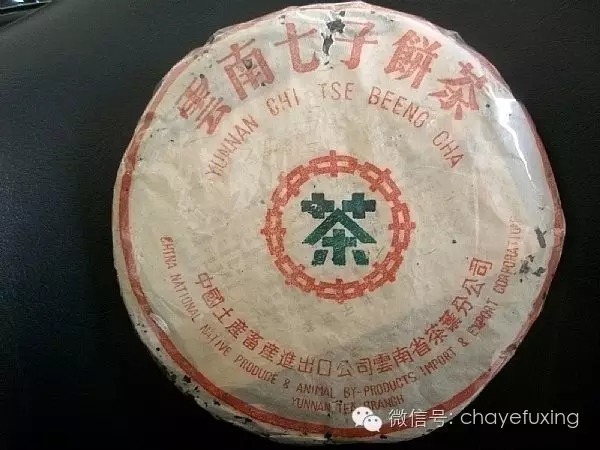 雲南七子餅茶
YUNNAN CHI TSE BEENG CHA
茶
中國土產畜產進出口公司雲南省茶葉分公司
CHINA NATIONAL NATIVE PRODUCE & ANIMAL BY-PRODUCTS IMPORT & EXPORT CORPORATION
YUNNAN TEA BRANCH
微信号: chayefuxing